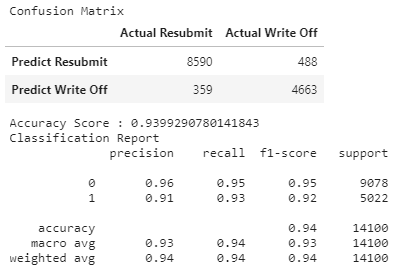 Confusion Matrix
Actual Resubmit Actual Write Off
Predict Resubmit 8590 488
Predict Write Off 359 4663
Accuracy Score : 0.9399290780141843
Classification Report
precision recall f1-score support
0 0.96 0.95 0.95 9078
1 0.91 0.93 0.92 5022
accuracy 0.94 14100
macro avg 0.93 0.94 0.93 14100
weighted avg 0.94 0.94 0.94 14100